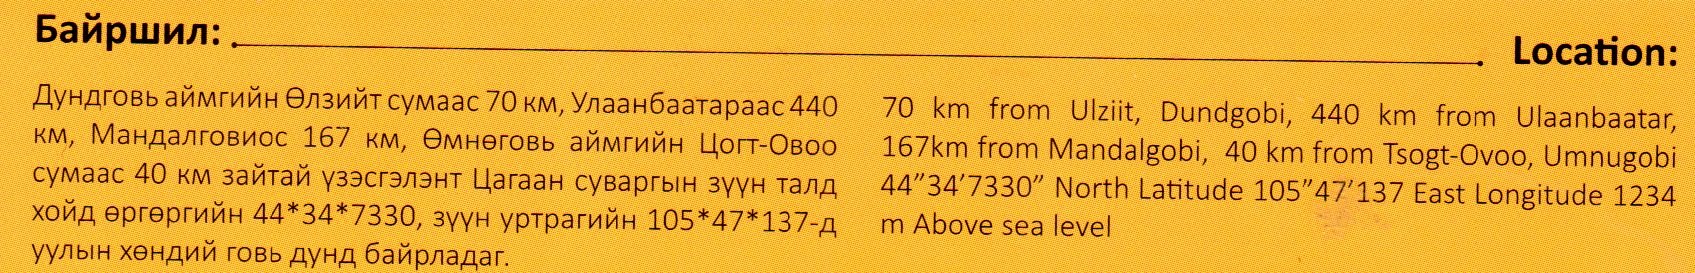 Байршил:
Location:
Дундговь аймгийн Өлзийт сумаас 70 км, Улаанбаатараас 440
км, Мандалговиос 167 км, Өмнөговь аймгийн Цогт-Овоо
сумаас 40 км зайтай үзэсгэлэнт Цагаан суваргын зүүн талд
хойд өргөргийн 44*34*7330, зүүн уртрагийн 105*47*137-д
уулын хөндий говь дунд байрладаг.
70 km from Ulziit, Dundgobi, 440 km from Ulaanbaatar,
167km from Mandalgobi, 40 km from Tsogt-Ovoo, Umnugobi
44”34’7330” North Latitude 105”47’137 East Longitude 1234
m Above sea level